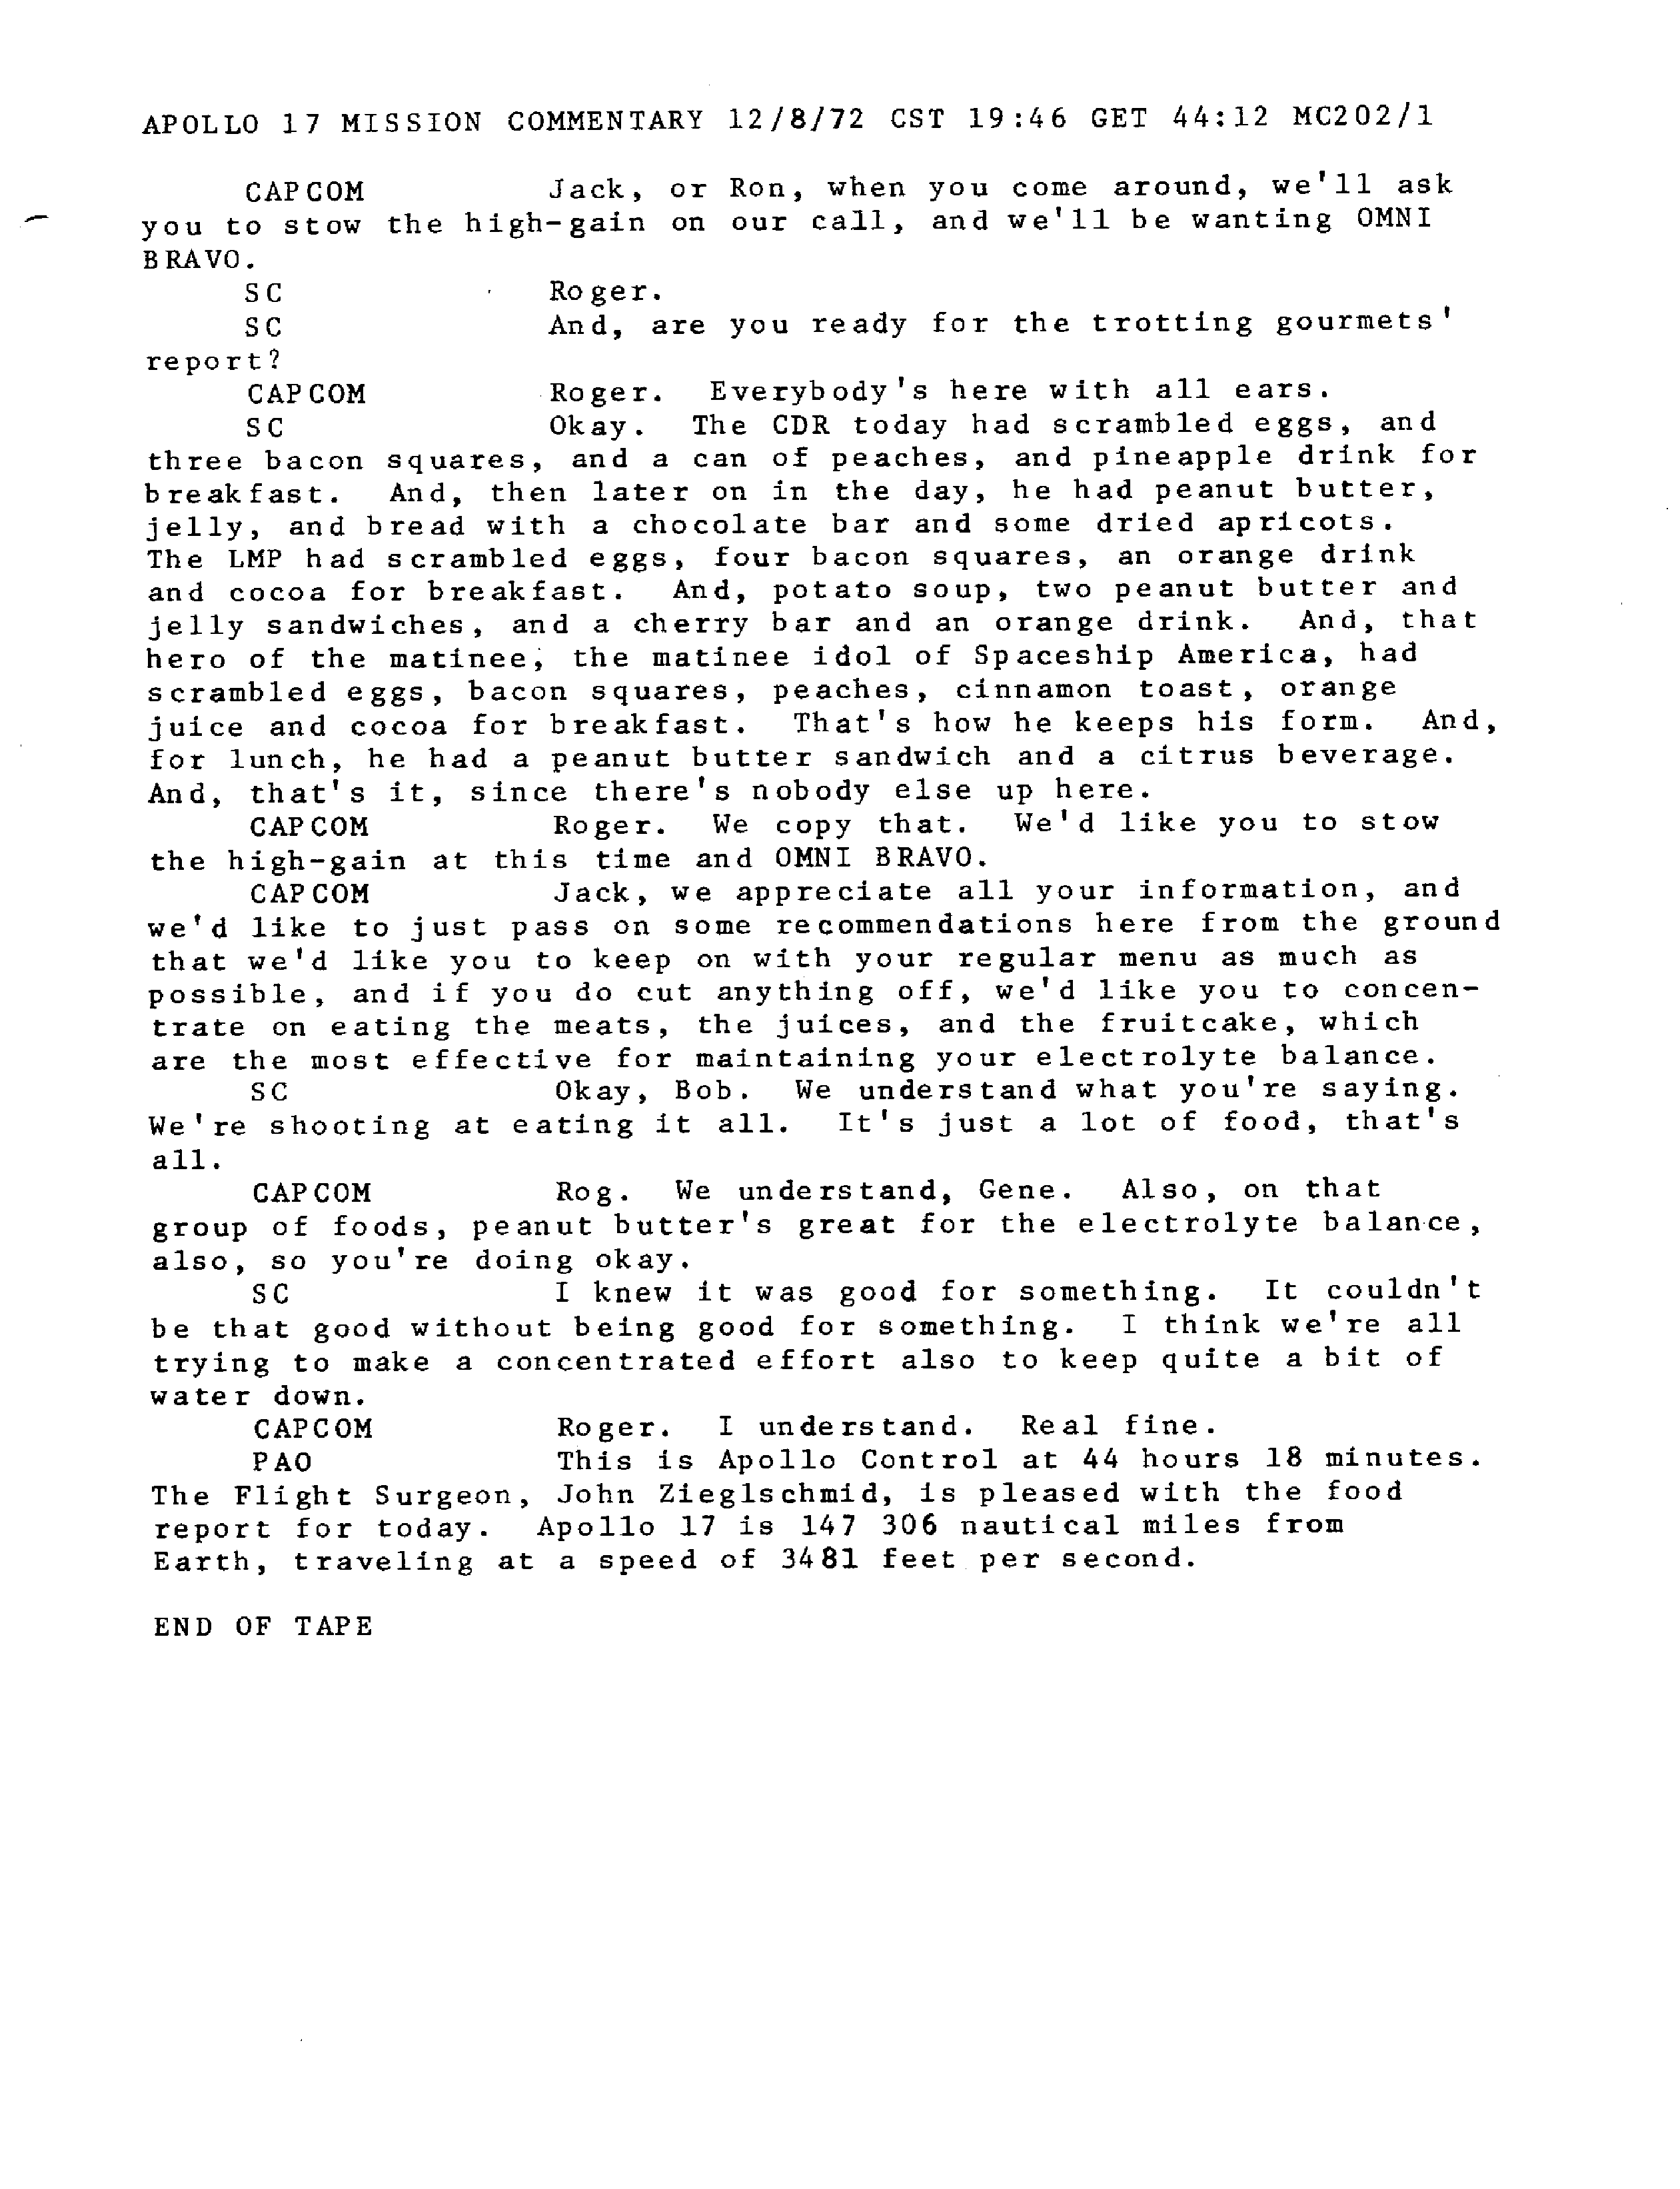 APOLLO 17 MISSION COMMENTARY 12/8/72 CST 19:46 GET 44:12 MC202/1
CAPCOM Jack, or Ron, when you come around, we'll ask
you to stow the high-gain on our call, and we'll be wanting OMNI
BRAVO.
SC Roger.
SC And, are you ready for the trotting gourmets'
report?
CAPCOM Roger. Everybody's here with all ears.
SC Okay. The CDR today had scrambled eggs, and
three bacon squares, and a can of peaches, and pineapple drink for
breakfast. And, then later on in the day, he had peanut butter,
jelly, and bread with a chocolate bar and some dried apricots.
The LMP had scrambled eggs, four bacon squares, an orange drink
and cocoa for breakfast. And, potato soup, two peanut butter and
jelly sandwiches, and a cherry bar and an orange drink. And, that
hero of the matinee, the matinee idol of Spaceship America, had
scrambled eggs, bacon squares, peaches, cinnamon toast, orange
juice and cocoa for breakfast. That's how he keeps his form. And,
for lunch, he had a peanut butter sandwich and a citrus beverage.
And, that's it, since there's nobody else up here.
CAPCOM Roger. We copy that. We'd like you to stow
the high-gain at this time and OMNI BRAVO.
CAPCOM Jack, we appreciate all your information, and
we'd like to just pass on some recommendations here from the ground
that we'd like you to keep on with your regular menu as much as
possible, and if you do cut anything off, we'd like you to concen-
trate on eating the meats, the juices, and the fruitcake, which
are the most effective for maintaining your electrolyte balance.
SC Okay, Bob. We understand what you're saying.
We're shooting at eating it all. It's just a lot of food, that's
all.
CAPCOM Rog. We understand, Gene. Also, on that
group of foods, peanut butter's great for the electrolyte balance,
also, so you're doing okay.
SC I knew it was good for something. It couldn't
be that good without being good for something. I think we're all
trying to make a concentrated effort also to keep quite a bit of
water down.
CAPCOM Roger. I understand. Real fine.
PAO This is Apollo Control at 44 hours 18 minutes.
The Flight Surgeon, John Zieglschmid, is pleased with the food
report for today. Apollo 17 is 147 306 nautical miles from
Earth, traveling at a speed of 3481 feet per second.
END OF TAPE